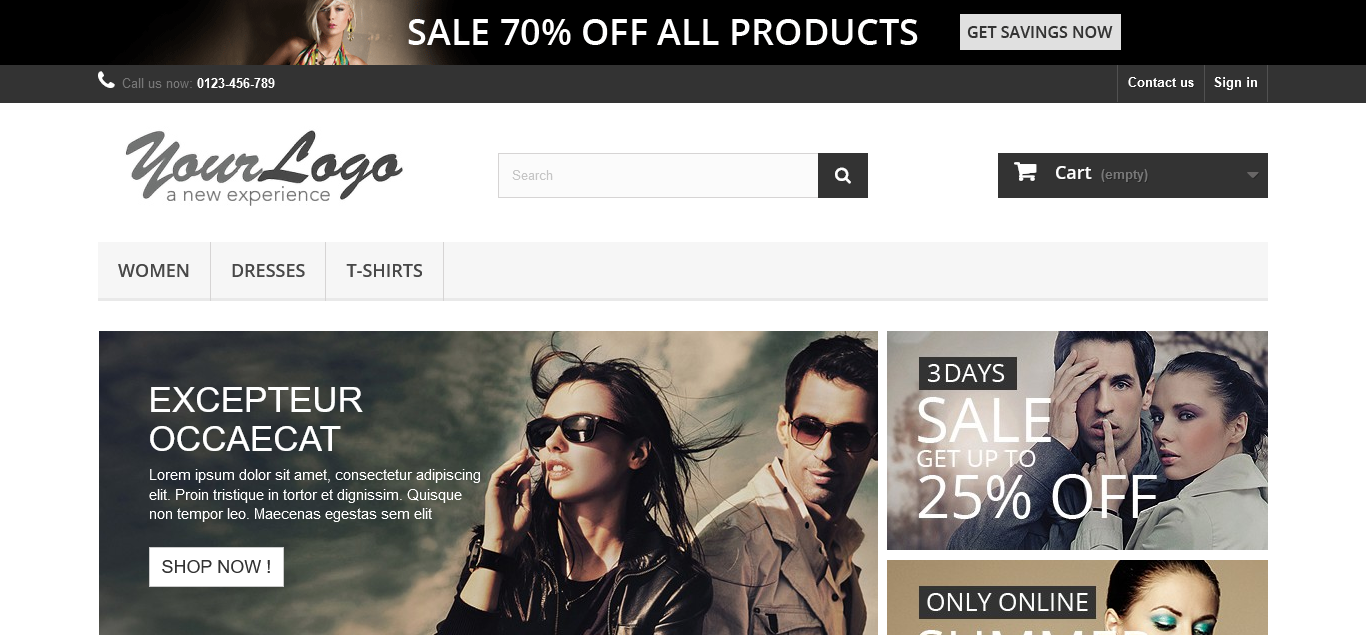 SALE 70% OFF ALL PRODUCTS
GET SAVINGS NOW
Call us now: 0123-456-789
Contact us
Sign in
YourLogo
a new experience
Search
Cart (empty)
WOMEN
DRESSES
T-SHIRTS
EXCEPTEUR
OCCAECAT
Lorem ipsum dolor sit amet, consectetur adipiscing
elit. Proin tristique in tortor et dignissim. Quisque
non tempor leo. Maecenas egestas sem elit
SHOP NOW !
3 DAYS
SALE
GET UP TO
25% OFF
ONLY ONLINE
SUMMER